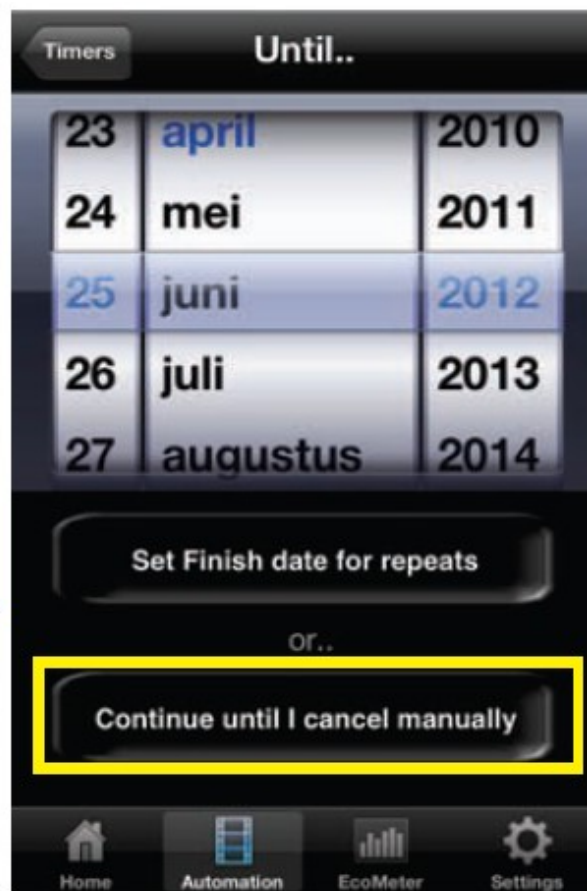 Timers Until..
23 april 2010
24 mei 2011
25 juni 2012
26 juli 2013
27 augustus 2014
Set Finish date for repeats
or..
Continue until I cancel manually
Home Automation EcoMeter Settings